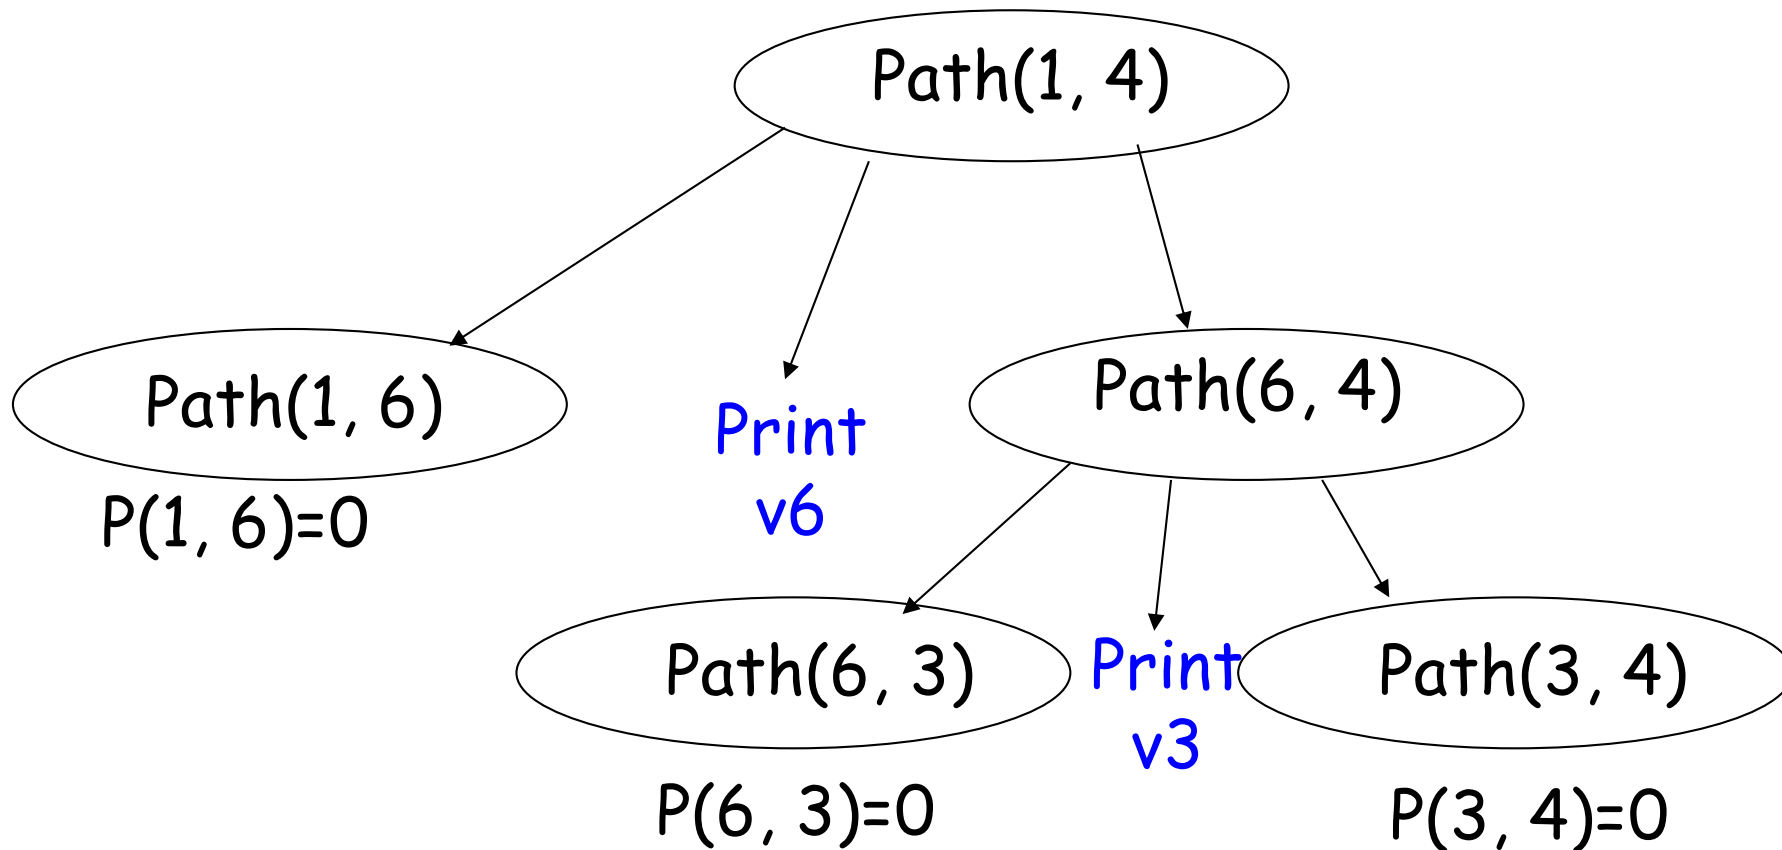 Path(1, 4)
Path(1, 6)
P(1, 6)=0
Print
v6
Path(6, 4)
Path(6, 3)
P(6, 3)=0
Print
v3
Path(3, 4)
P(3, 4)=0